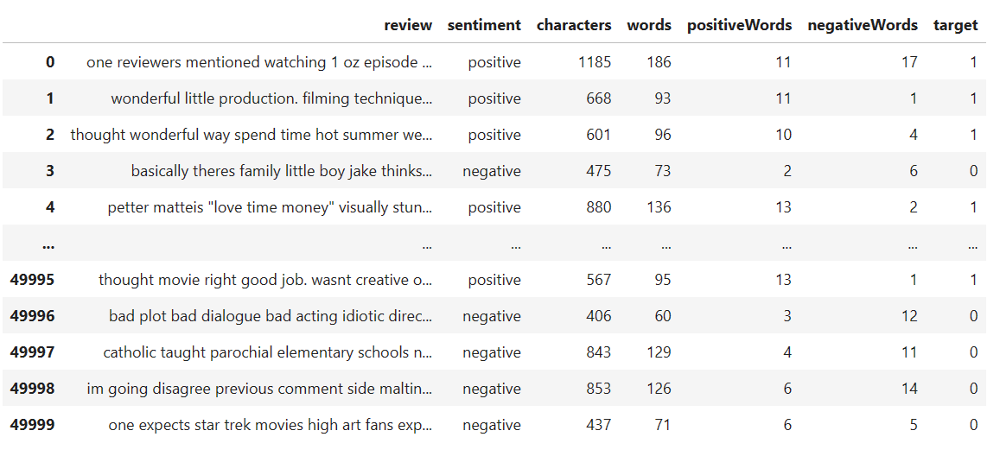 review sentiment characters words positiveWords negativeWords target
0 one reviewers mentioned watching 1 oz episode ... positive 1185 186 11 17 1
1 wonderful little production. filming technique... positive 668 93 11 1 1
2 thought wonderful way spend time hot summer we... positive 601 96 10 4 1
3 basically theres family little boy jake thinks... negative 475 73 2 6 0
4 petter matteis "love time money" visually stun... positive 880 136 13 2 1
... ... ... ... ... ... ... ...
49995 thought movie right good job. wasnt creative o... positive 567 95 13 1 1
49996 bad plot bad dialogue bad acting idiotic direc... negative 406 60 3 12 0
49997 catholic taught parochial elementary schools n... negative 843 129 4 11 0
49998 im going disagree previous comment side maltin... negative 853 126 6 14 0
49999 one expects star trek movies high art fans exp... negative 437 71 6 5 0